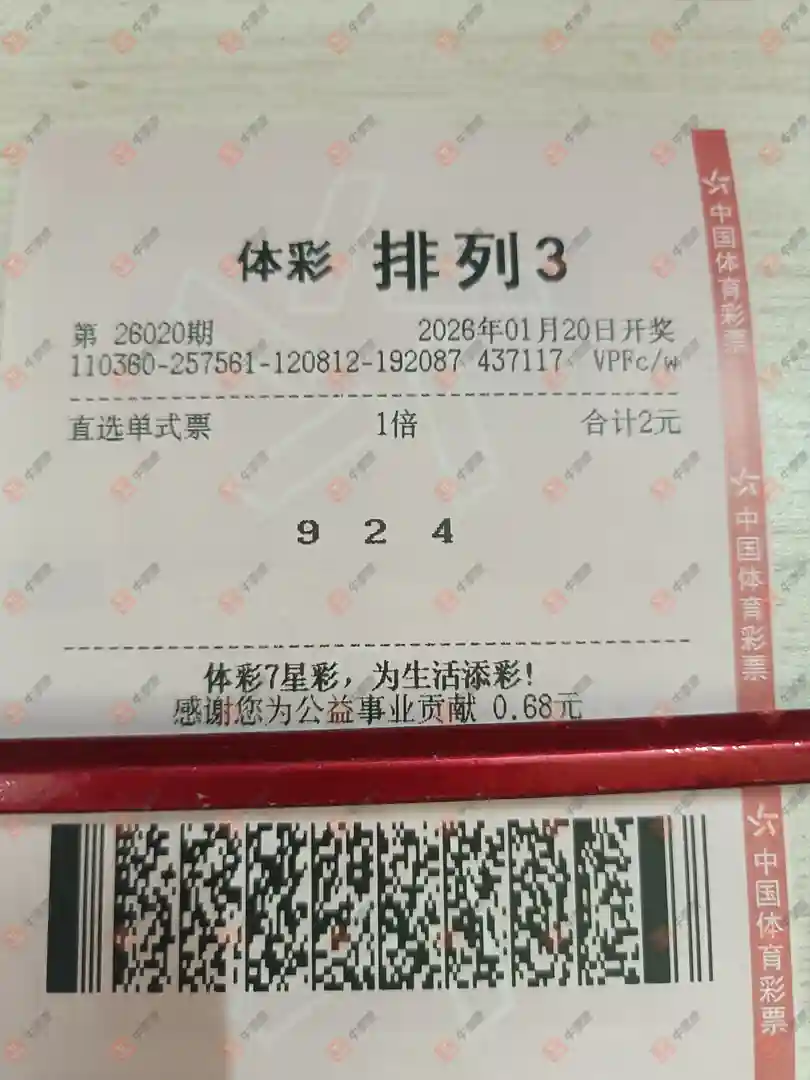 体彩 排列3
第 26020期 2026年01月20日开奖
110360-257561-120812-192087 437117 VPFc/w
直选单式票 1倍 合计2元
9 2 4
体彩7星彩，为生活添彩!
感谢您为公益事业贡献 0.68元
中国体育彩票
中国体育彩票
中国体育彩票